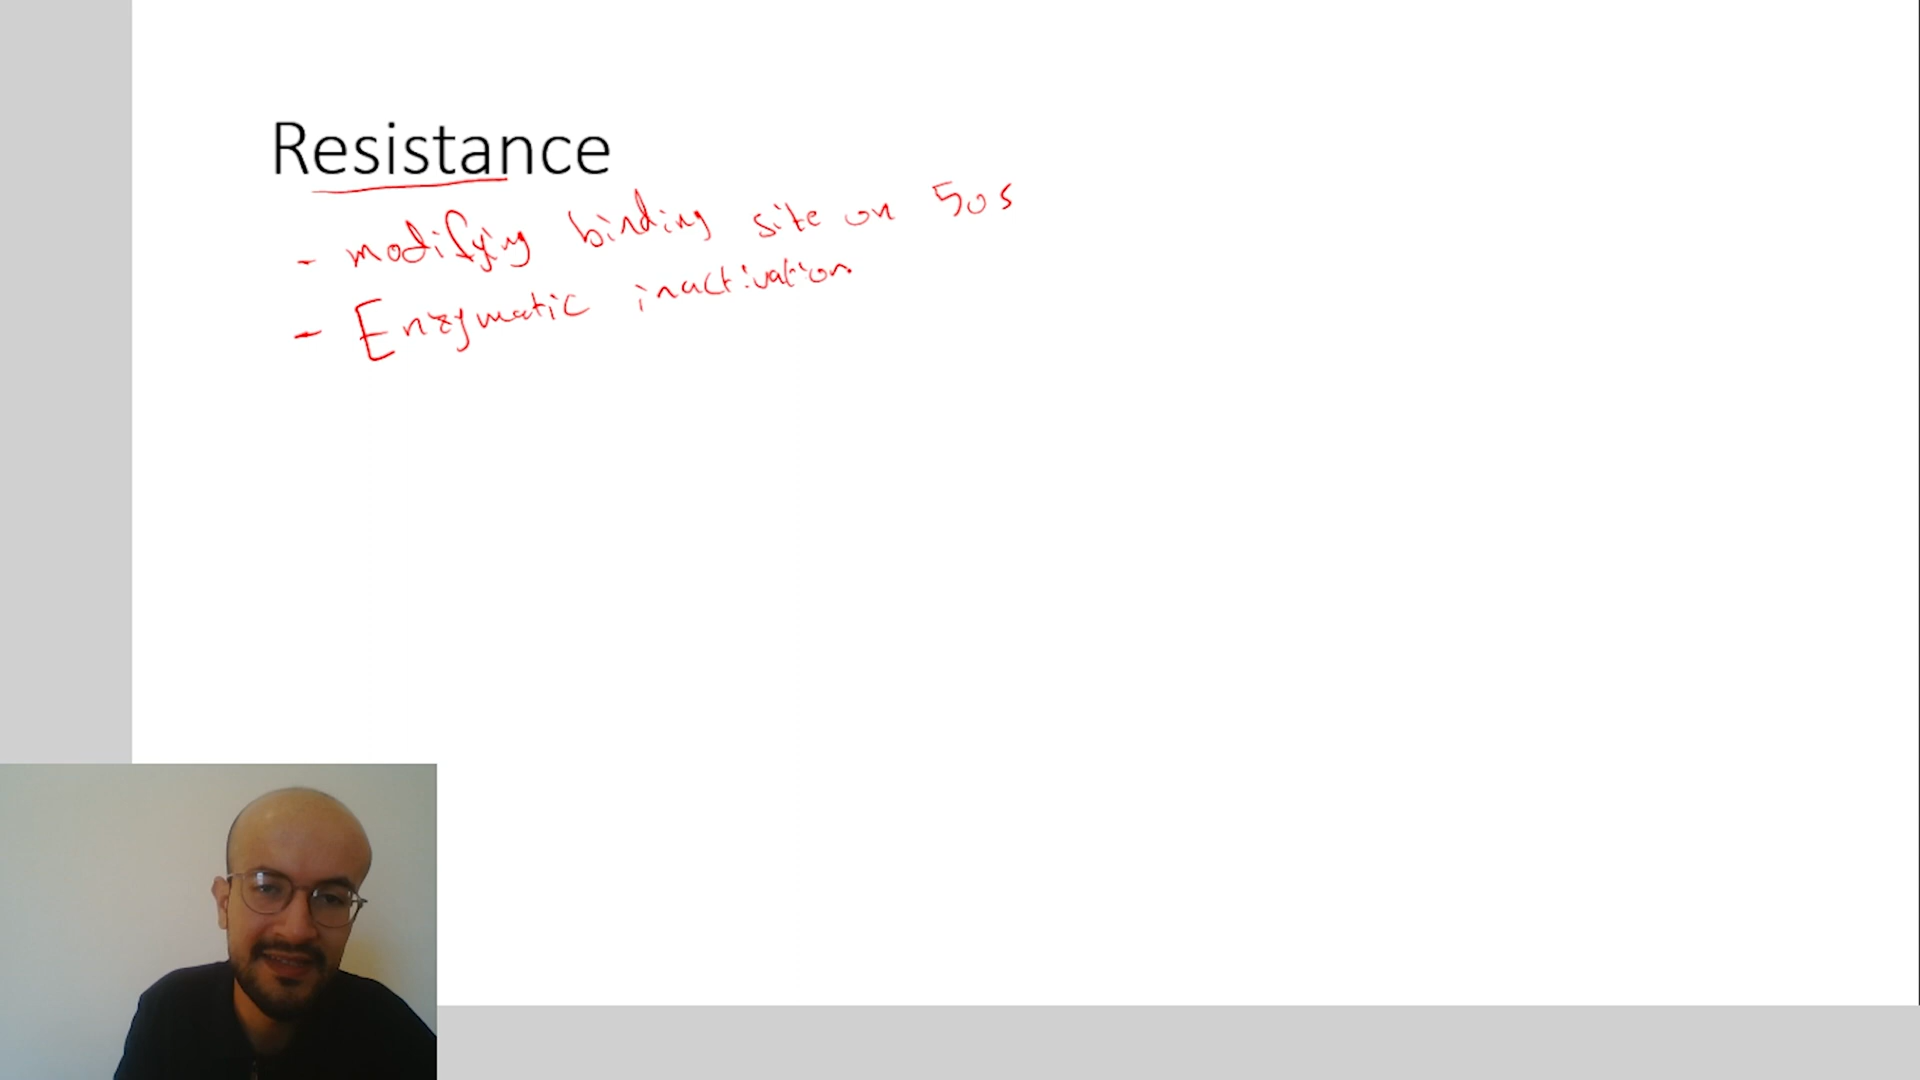 Resistance
- modifying binding site on 50s
- Enzymatic inactivation